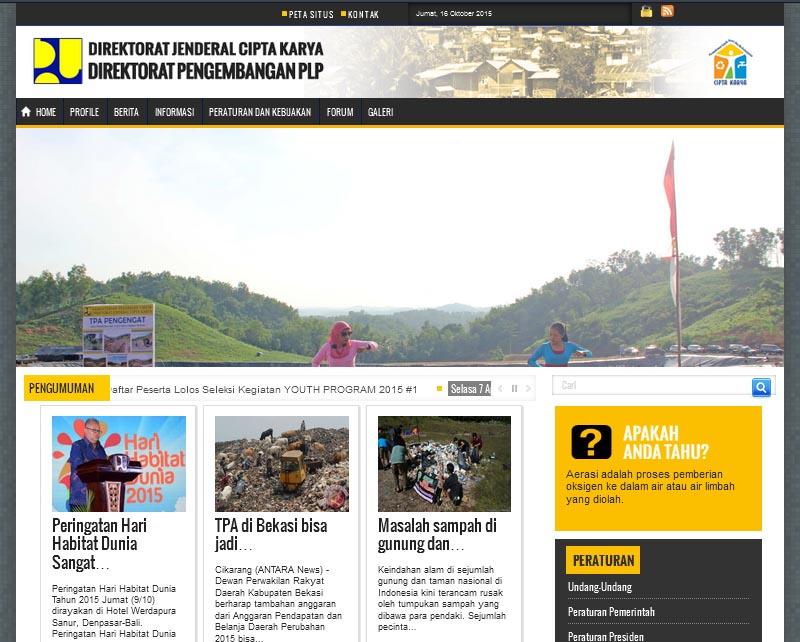 PETA SITUS KONTAK
Jumat, 16 Oktober 2015
DIREKTORAT JENDERAL CIPTA KARYA
DIREKTORAT PENGEMBANGAN PLP
CIPTA KARYA
HOME PROFILE BERITA INFORMASI PERATURAN DAN KEBIJAKAN FORUM GALERI
TPA PENGENGAT
PENGUMUMAN
aftar Peserta Lolos Seleksi Kegiatan YOUTH PROGRAM 2015 #1
Selasa 7 A
Cari
Hari
Habitat
Dunia
2015
Peringatan Hari
Habitat Dunia
Sangat...
Peringatan Hari Habitat Dunia
Tahun 2015 Jumat (9/10)
dirayakan di Hotel Werdapura
Sanur, Denpasar-Bali.
Peringatan Hari Habitat Dunia
TPA di Bekasi bisa
jadi...
Cikarang (ANTARA News) -
Dewan Perwakilan Rakyat
Daerah Kabupaten Bekasi
berharap tambahan anggaran
dari Anggaran Pendapatan dan
Belanja Daerah Perubahan
2015 bisa...
Masalah sampah di
gunung dan...
Keindahan alam di sejumlah
gunung dan taman nasional di
Indonesia kini terancam rusak
oleh tumpukan sampah yang
dibawa para pendaki. Sejumlah
pecinta...
?
APAKAH
ANDA TAHU?
Aerasi adalah proses pemberian
oksigen ke dalam air atau air limbah
yang diolah.
PERATURAN
Undang-Undang
Peraturan Pemerintah
Peraturan Presiden